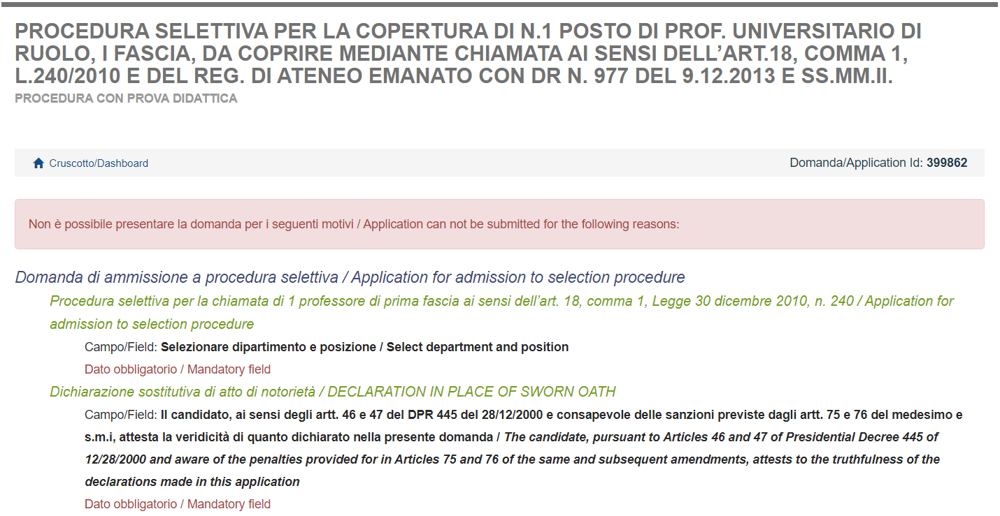 PROCEDURA SELETTIVA PER LA COPERTURA DI N.1 POSTO DI PROF. UNIVERSITARIO DI
RUOLO, I FASCIA, DA COPRIRE MEDIANTE CHIAMATA AI SENSI DELL’ART.18, COMMA 1,
L.240/2010 E DEL REG. DI ATENEO EMANATO CON DR N. 977 DEL 9.12.2013 E SS.MM.II.
PROCEDURA CON PROVA DIDATTICA
Cruscotto/Dashboard Domanda/Application Id: 399862
Non è possibile presentare la domanda per i seguenti motivi / Application can not be submitted for the following reasons:
Domanda di ammissione a procedura selettiva / Application for admission to selection procedure
Procedura selettiva per la chiamata di 1 professore di prima fascia ai sensi dell’art. 18, comma 1, Legge 30 dicembre 2010, n. 240 / Application for
admission to selection procedure
Campo/Field: Selezionare dipartimento e posizione / Select department and position
Dato obbligatorio / Mandatory field
Dichiarazione sostitutiva di atto di notorietà / DECLARATION IN PLACE OF SWORN OATH
Campo/Field: Il candidato, ai sensi degli artt. 46 e 47 del DPR 445 del 28/12/2000 e consapevole delle sanzioni previste dagli artt. 75 e 76 del medesimo e
s.m.i, attesta la veridicità di quanto dichiarato nella presente domanda / The candidate, pursuant to Articles 46 and 47 of Presidential Decree 445 of
12/28/2000 and aware of the penalties provided for in Articles 75 and 76 of the same and subsequent amendments, attests to the truthfulness of the
declarations made in this application
Dato obbligatorio / Mandatory field